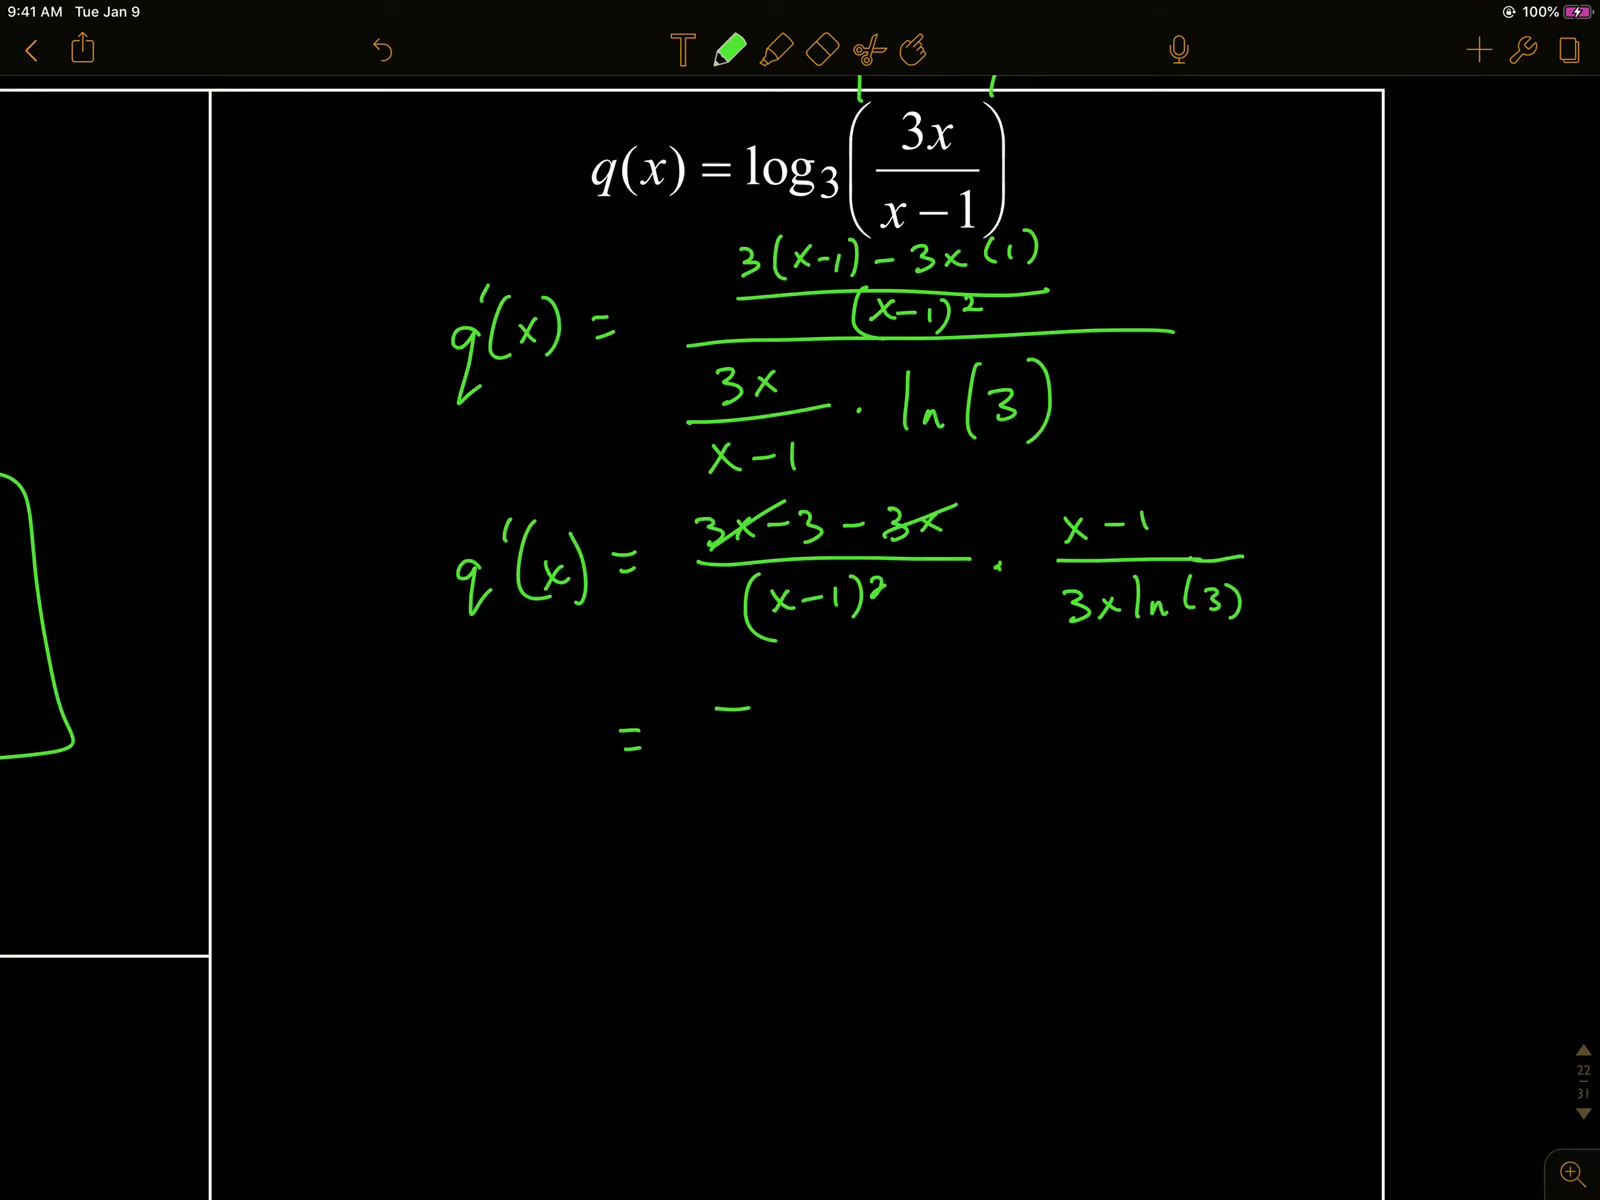 9:41 AM Tue Jan 9
100%
T
q(x) = log₃(3x / (x − 1))
q'(x) = ((3(x-1) - 3x(1)) / (x-1)²) / ((3x / (x-1)) · ln(3))
q'(x) = (3x - 3 - 3x) / (x-1)² · (x-1) / (3x ln(3))
= −
22
31